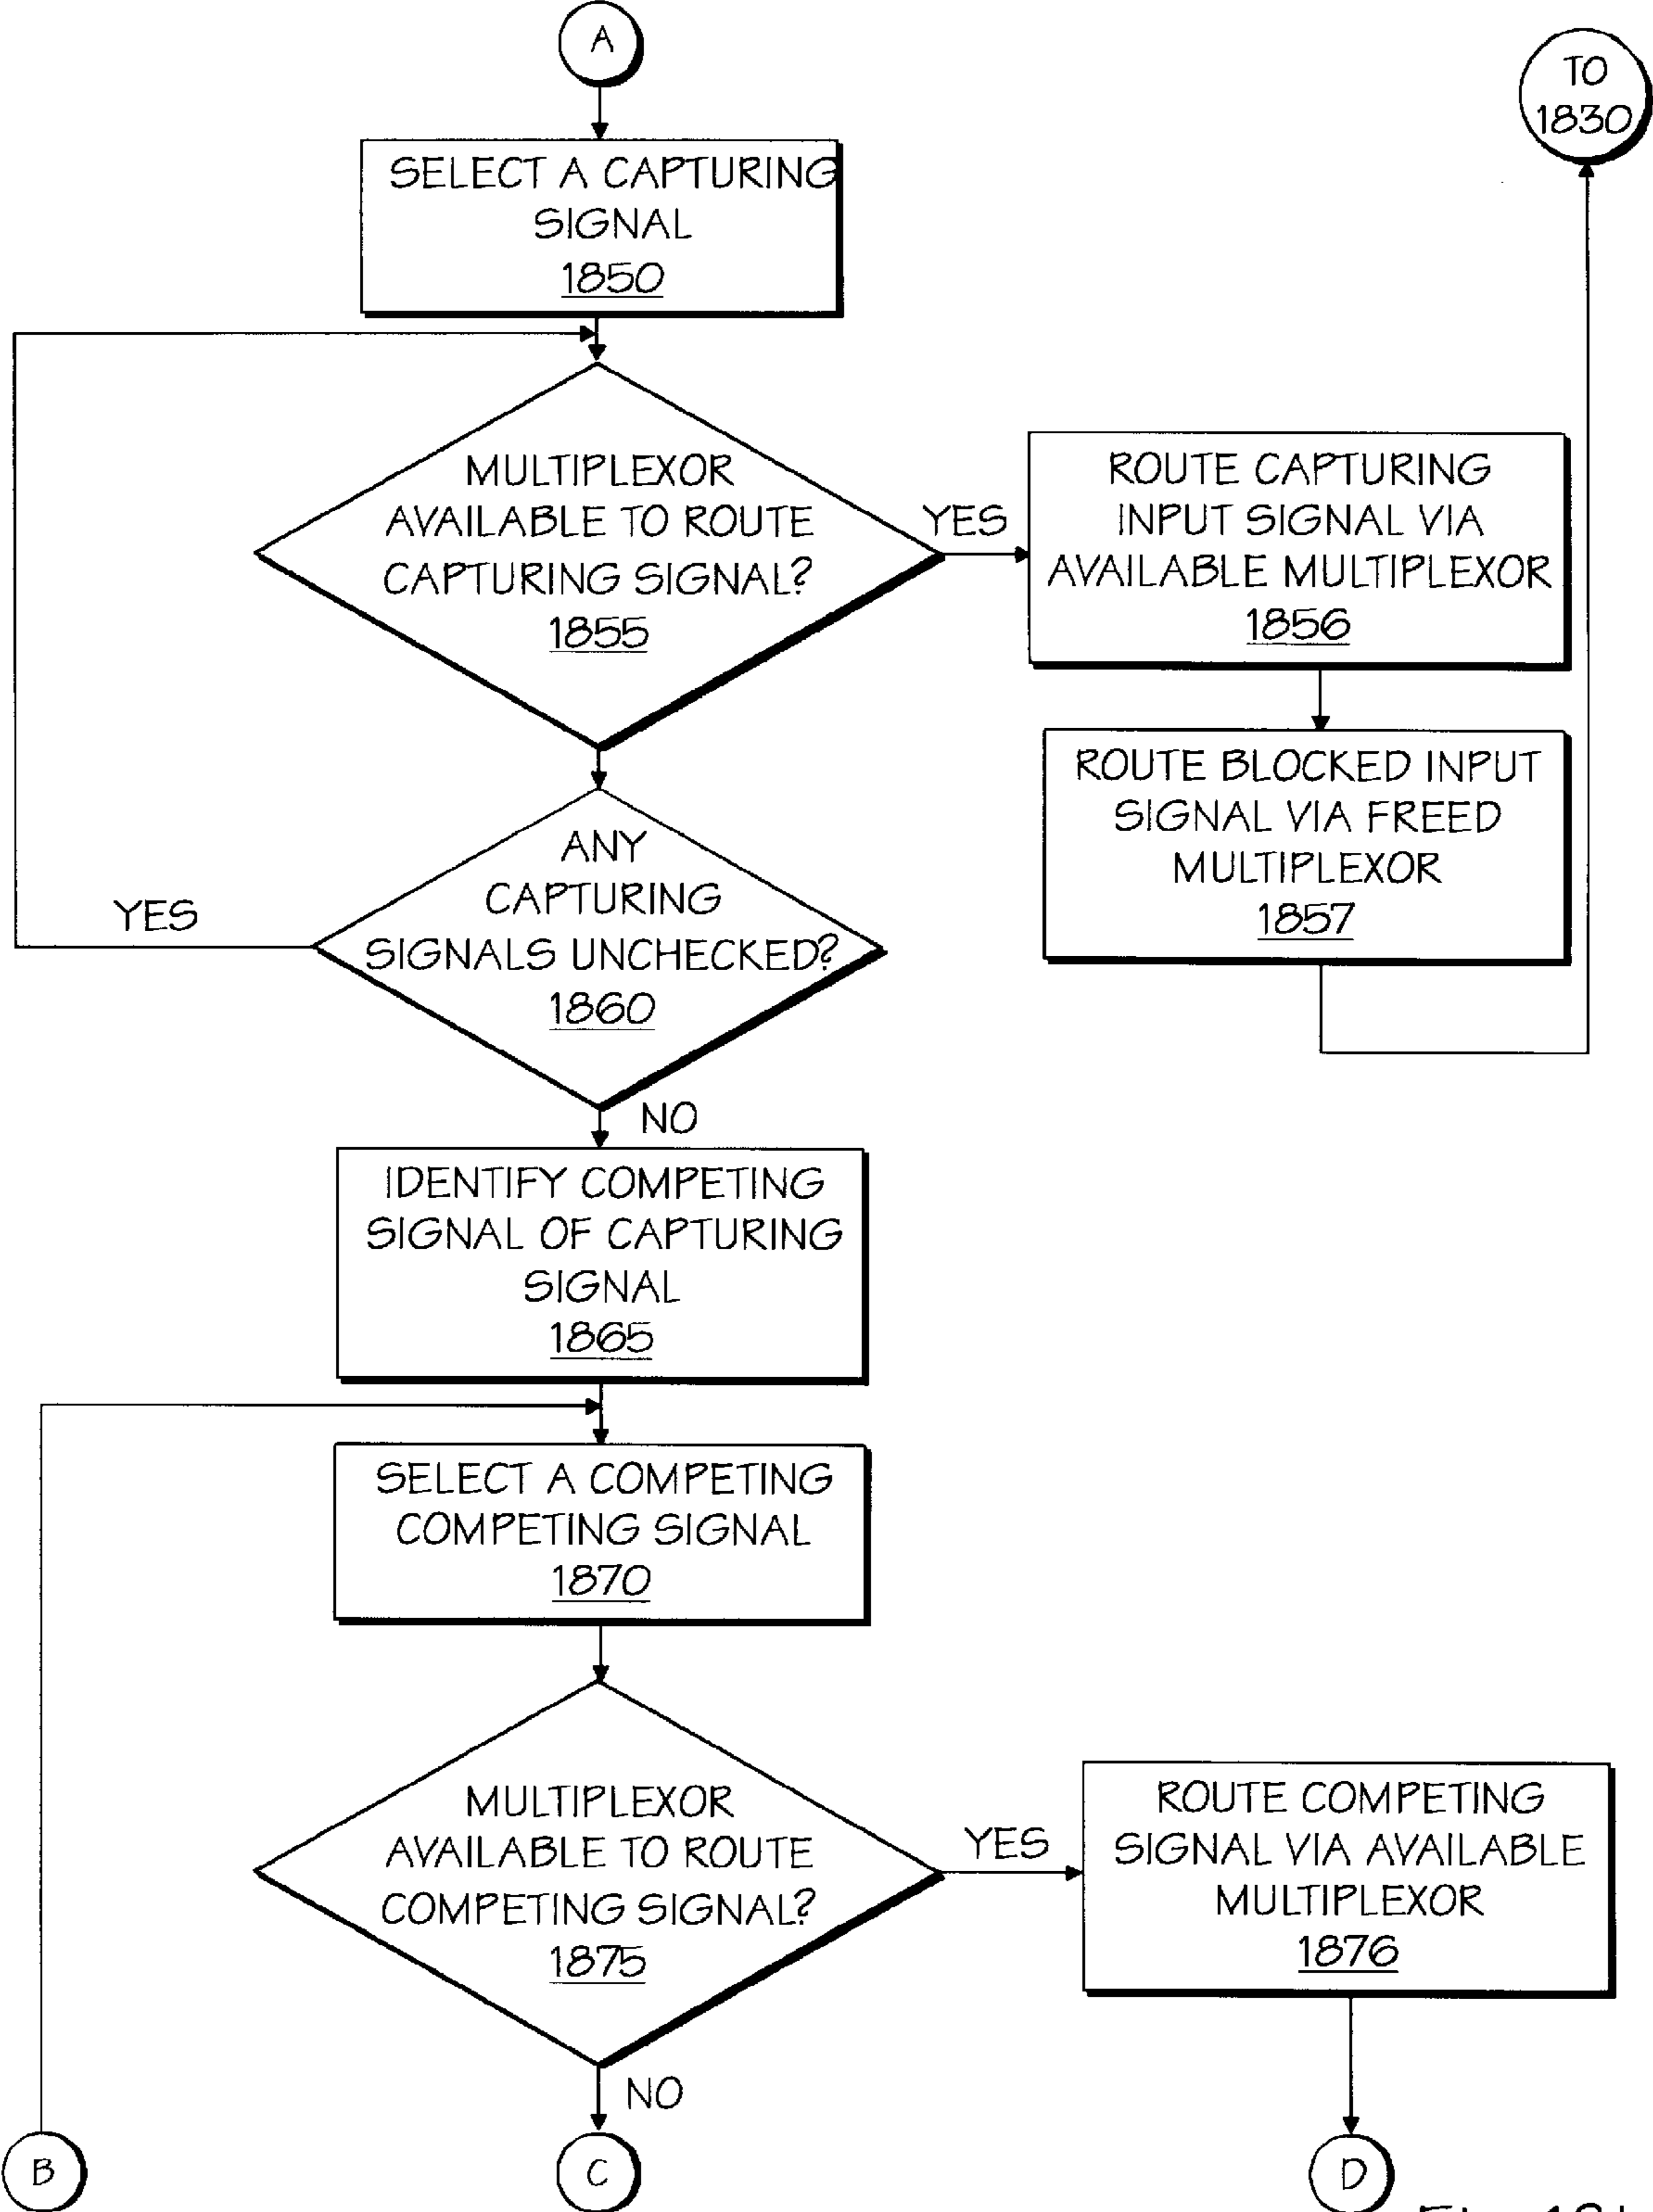 A
TO
1830
SELECT A CAPTURING
SIGNAL
1850
MULTIPLEXOR
AVAILABLE TO ROUTE
CAPTURING SIGNAL?
1855
YES
ROUTE CAPTURING
INPUT SIGNAL VIA
AVAILABLE MULTIPLEXOR
1856
ROUTE BLOCKED INPUT
SIGNAL VIA FREED
MULTIPLEXOR
1857
ANY
CAPTURING
SIGNALS UNCHECKED?
1860
YES
NO
IDENTIFY COMPETING
SIGNAL OF CAPTURING
SIGNAL
1865
SELECT A COMPETING
COMPETING SIGNAL
1870
MULTIPLEXOR
AVAILABLE TO ROUTE
COMPETING SIGNAL?
1875
YES
ROUTE COMPETING
SIGNAL VIA AVAILABLE
MULTIPLEXOR
1876
NO
B
C
D